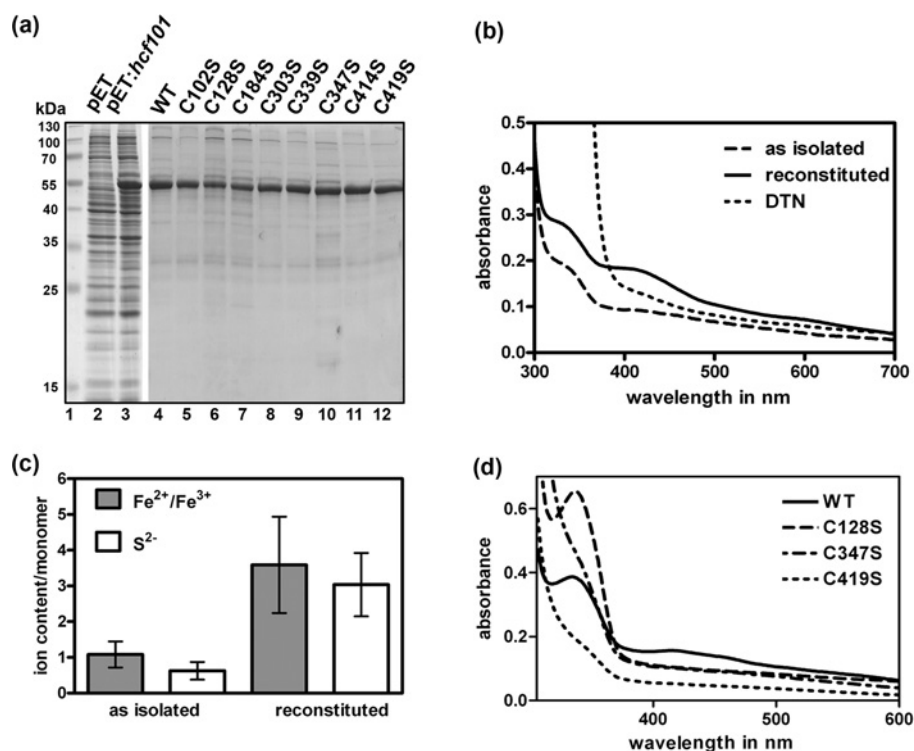 (a)
pET
pET:hcf101
WT
C102S
C128S
C184S
C303S
C339S
C347S
C414S
C419S
kDa
130
100
70
55
40
35
25
15
1 2 3 4 5 6 7 8 9 10 11 12
(b)
absorbance
0.5
0.4
0.3
0.2
0.1
0.0
as isolated
reconstituted
DTN
300 400 500 600 700
wavelength in nm
(c)
ion content/monomer
6
5
4
3
2
1
0
Fe²⁺/Fe³⁺
S²⁻
as isolated reconstituted
(d)
absorbance
0.6
0.4
0.2
0.0
WT
C128S
C347S
C419S
400 500 600
wavelength in nm